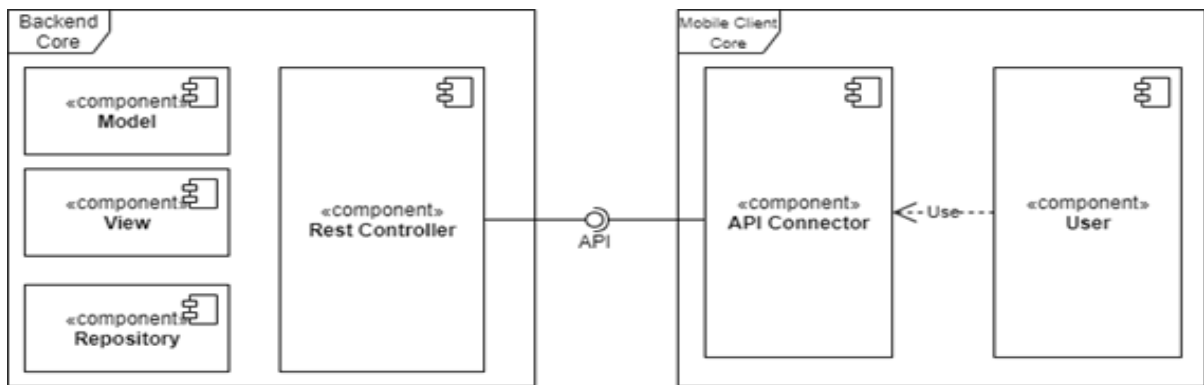 Backend
Core
«component»
Model
«component»
View
«component»
Repository
«component»
Rest Controller
API
Mobile Client
Core
«component»
API Connector
Use
«component»
User